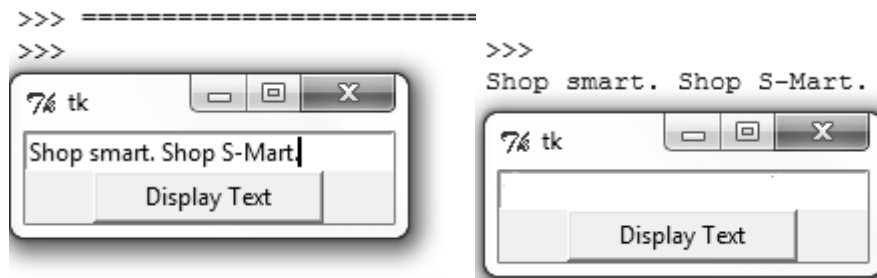 >>> ==========================
>>>
tk
Shop smart. Shop S-Mart.
Display Text
>>>
Shop smart. Shop S-Mart.
tk
Display Text